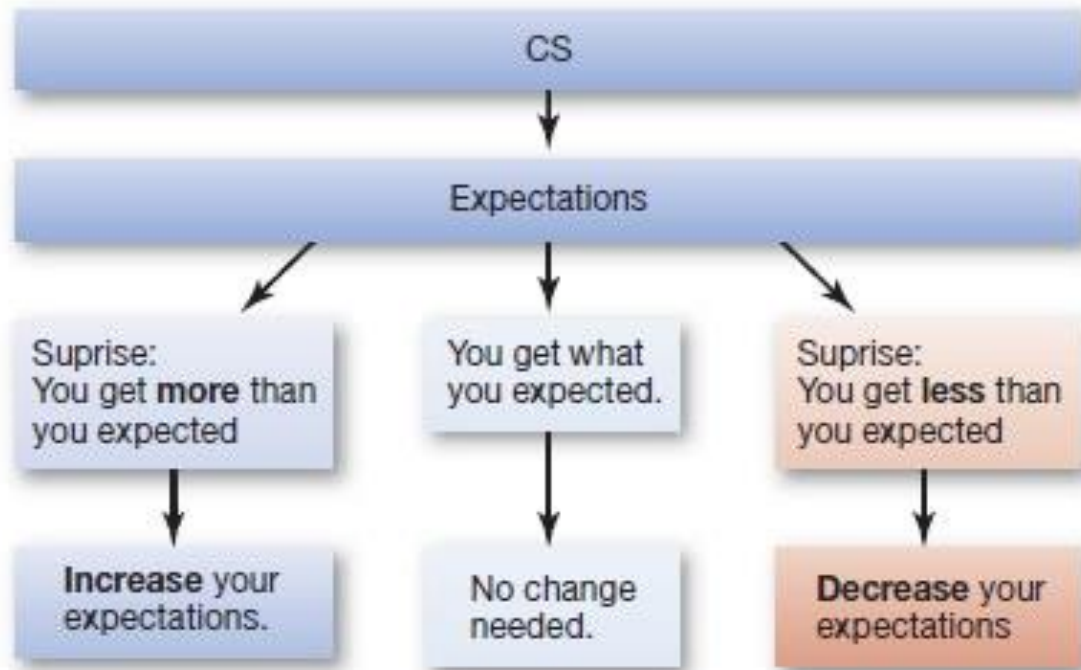 CS
Expectations
Suprise:
You get more than
you expected
You get what
you expected.
Suprise:
You get less than
you expected
Increase your
expectations.
No change
needed.
Decrease your
expectations